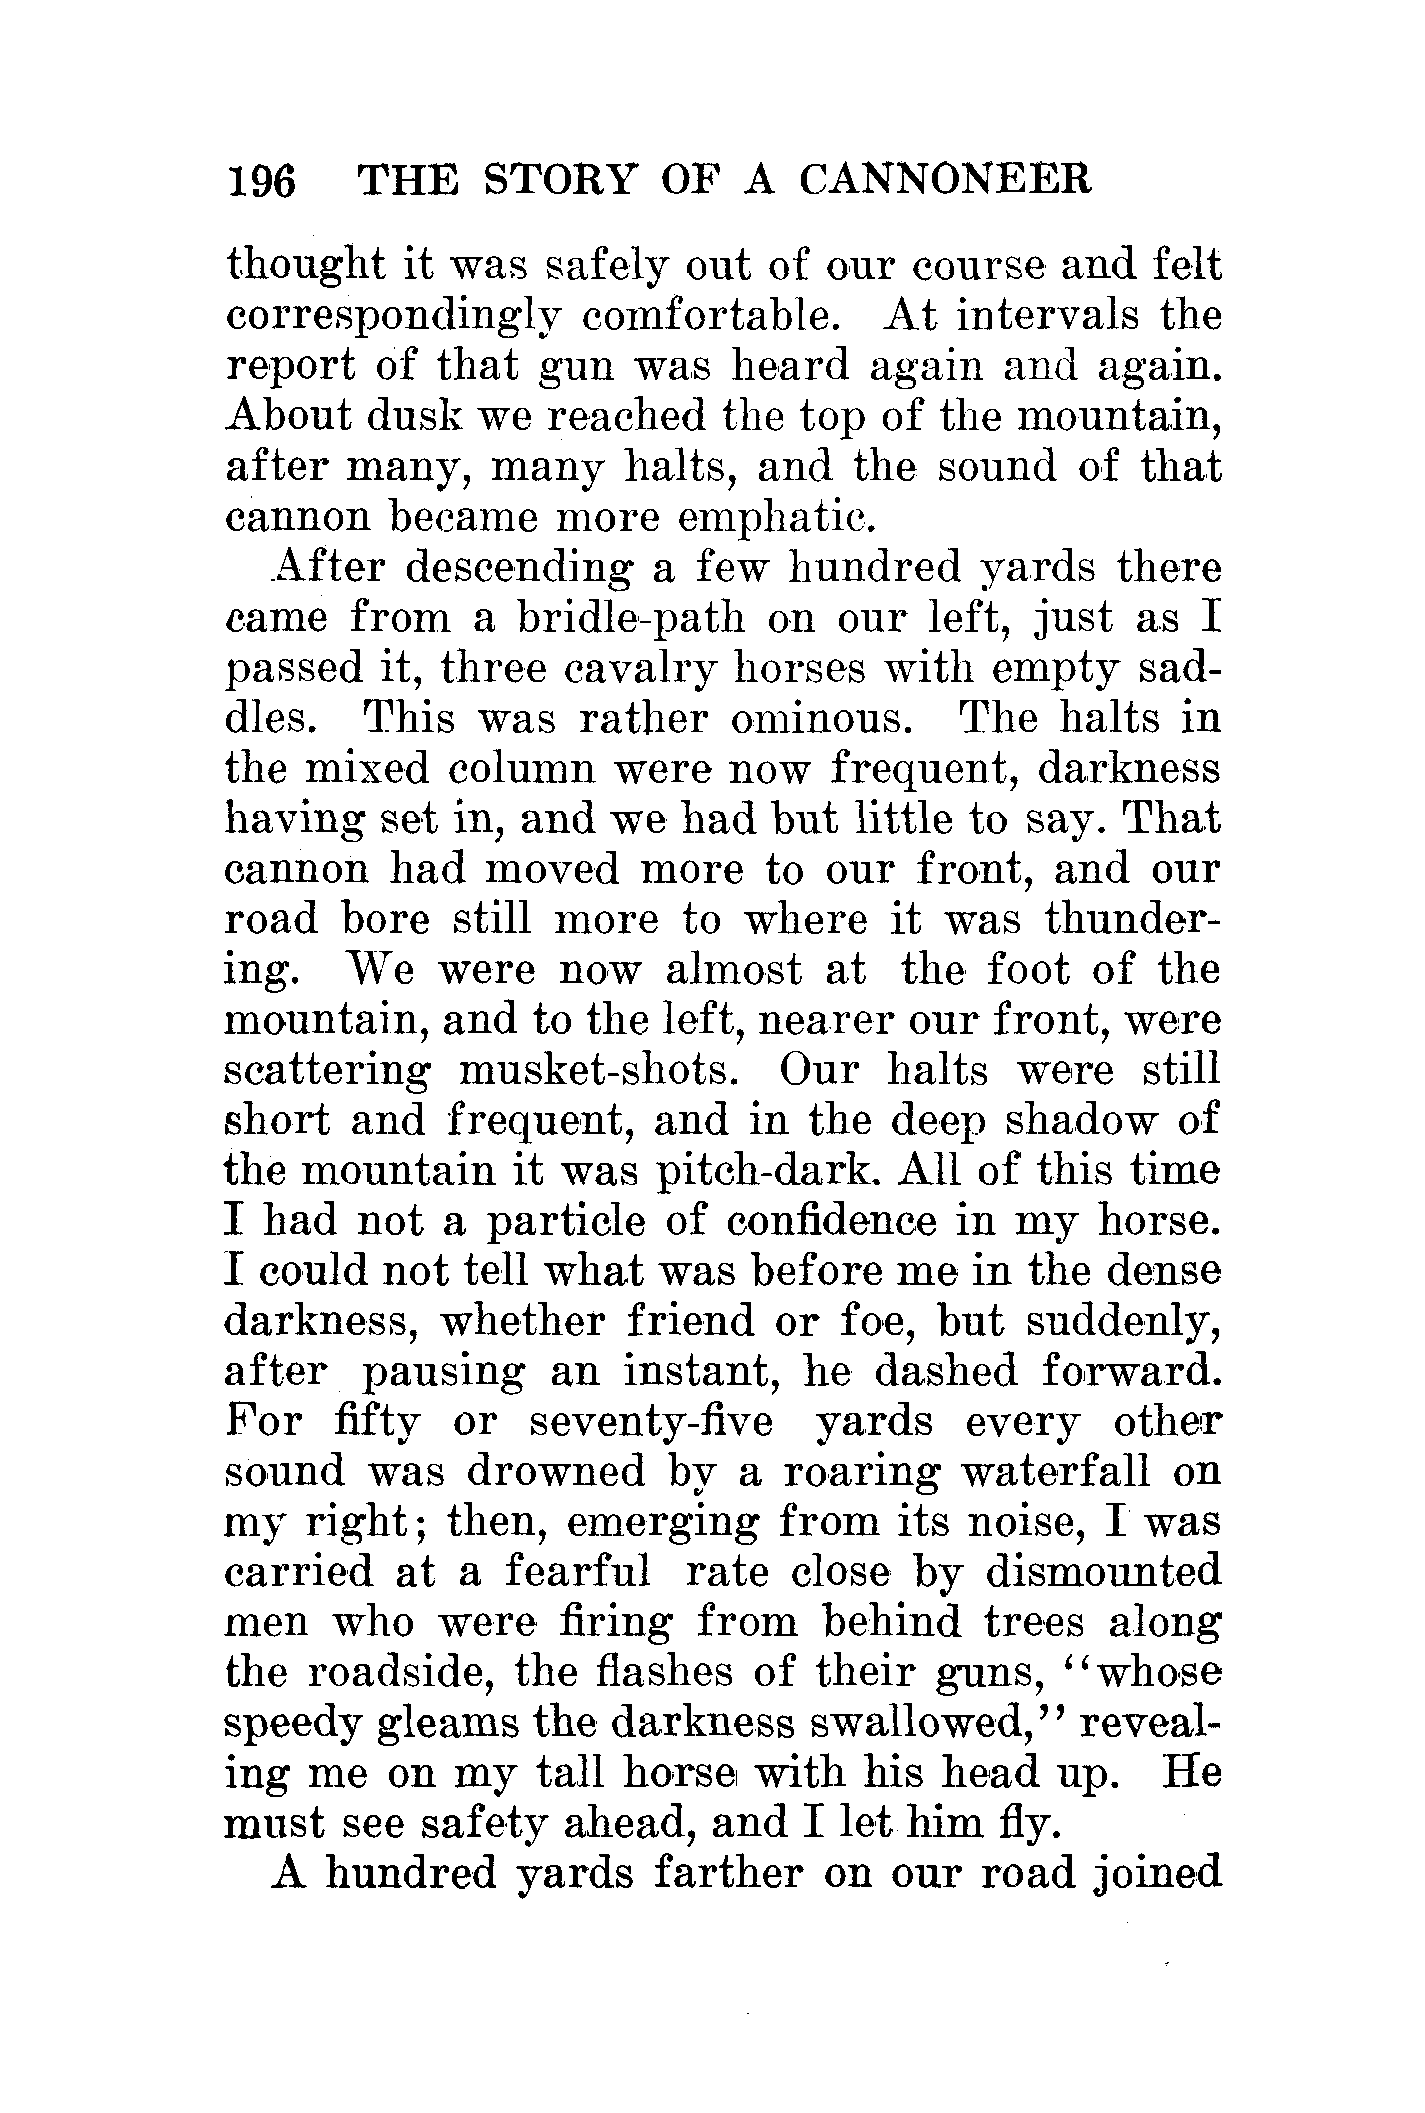 196 THE STORY OF A CANNONEER
thought it was safely out of our course and felt
correspondingly comfortable. At intervals the
report of that gun was heard again and again.
About dusk we reached the top of the mountain,
after many, many halts, and the sound of that
cannon became more emphatic.
After descending a few hundred yards there
came from a bridle-path on our left, just as I
passed it, three cavalry horses with empty sad-
dles. This was rather ominous. The halts in
the mixed column were now frequent, darkness
having set in, and we had but little to say. That
cannon had moved more to our front, and our
road bore still more to where it was thunder-
ing. We were now almost at the foot of the
mountain, and to the left, nearer our front, were
scattering musket-shots. Our halts were still
short and frequent, and in the deep shadow of
the mountain it was pitch-dark. All of this time
I had not a particle of confidence in my horse.
I could not tell what was before me in the dense
darkness, whether friend or foe, but suddenly,
after pausing an instant, he dashed forward.
For fifty or seventy-five yards every other
sound was drowned by a roaring waterfall on
my right; then, emerging from its noise, I was
carried at a fearful rate close by dismounted
men who were firing from behind trees along
the roadside, the flashes of their guns, "whose
speedy gleams the darkness swallowed," reveal-
ing me on my tall horse with his head up. He
must see safety ahead, and I let him fly.
A hundred yards farther on our road joined